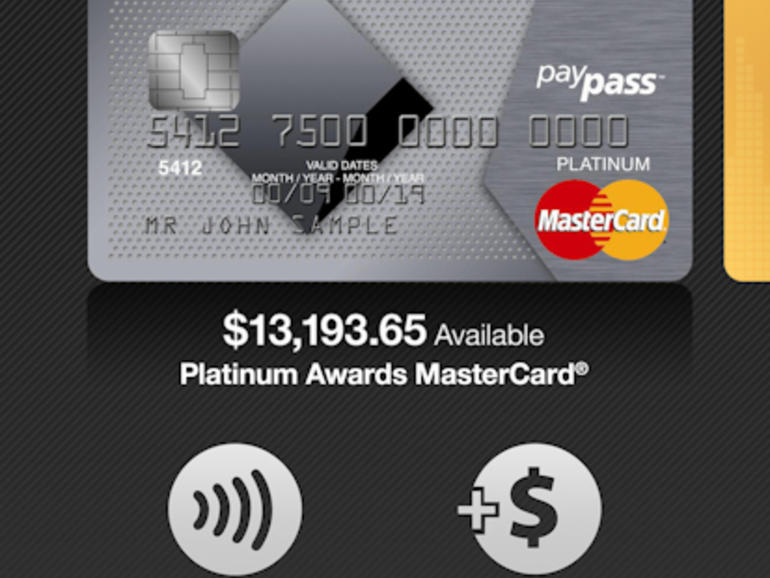 paypass™
5412 7500 0000 0000
5412
VALID DATES
MONTH / YEAR - MONTH / YEAR
PLATINUM
00/09 00/19
MasterCard
MR JOHN SAMPLE
$13,193.65 Available
Platinum Awards MasterCard®
+$